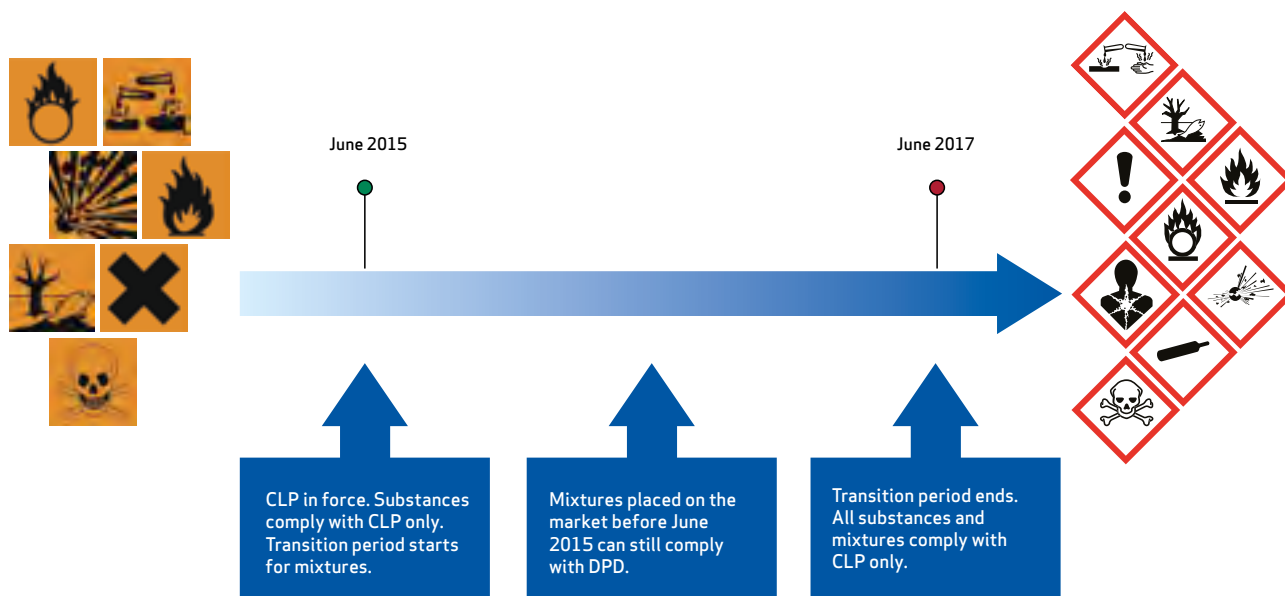 June 2015
June 2017
CLP in force. Substances
comply with CLP only.
Transition period starts
for mixtures.
Mixtures placed on the
market before June
2015 can still comply
with DPD.
Transition period ends.
All substances and
mixtures comply with
CLP only.